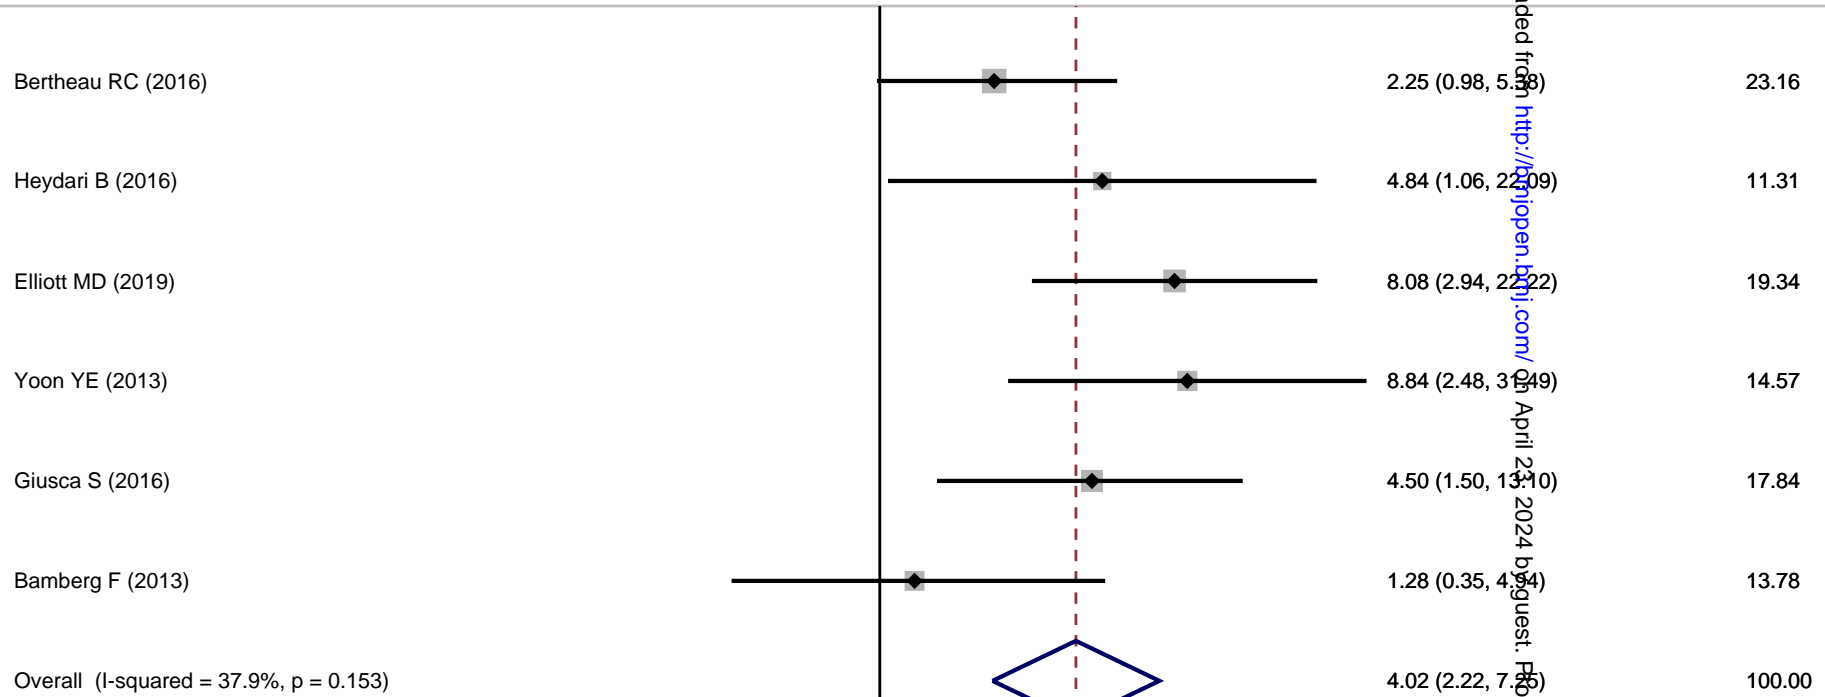 Bertheau RC (2016) 2.25 (0.98, 5.38) 23.16
Heydari B (2016) 4.84 (1.06, 22.09) 11.31
Elliott MD (2019) 8.08 (2.94, 22.22) 19.34
Yoon YE (2013) 8.84 (2.48, 31.49) 14.57
Giusca S (2016) 4.50 (1.50, 13.10) 17.84
Bamberg F (2013) 1.28 (0.35, 4.94) 13.78
Overall (I-squared = 37.9%, p = 0.153) 4.02 (2.22, 7.25) 100.00
from http://bmjopen.bmj.com/ on April 23, 2024 by guest.